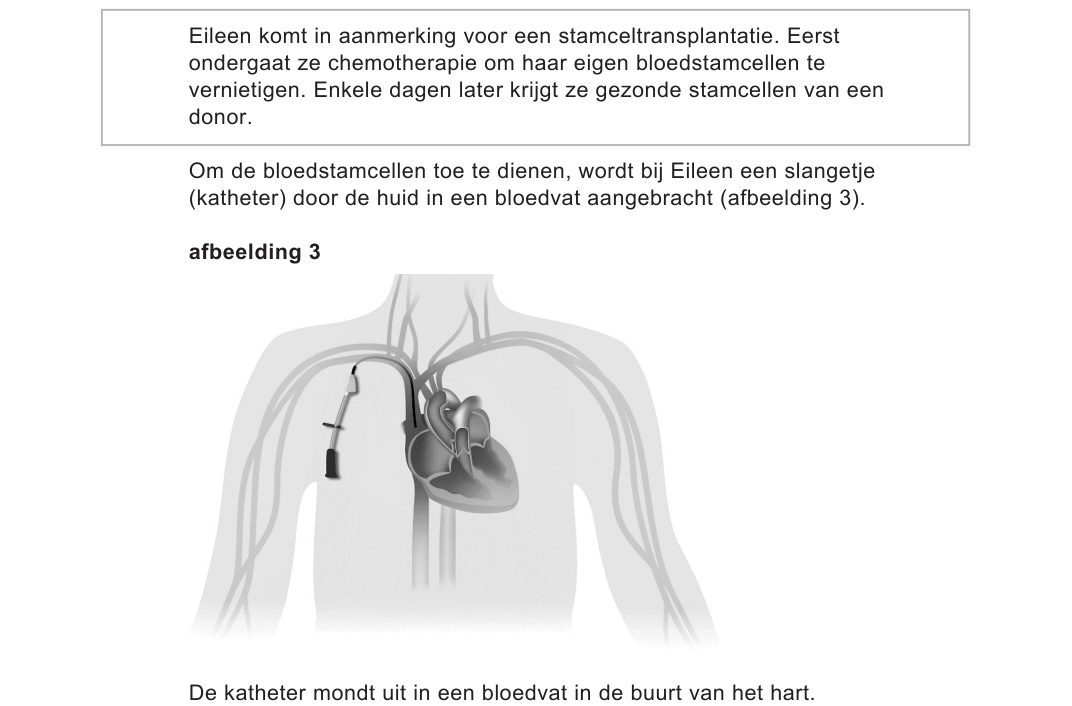 Eileen komt in aanmerking voor een stamceltransplantatie. Eerst
ondergaat ze chemotherapie om haar eigen bloedstamcellen te
vernietigen. Enkele dagen later krijgt ze gezonde stamcellen van een
donor.
Om de bloedstamcellen toe te dienen, wordt bij Eileen een slangetje
(katheter) door de huid in een bloedvat aangebracht (afbeelding 3).
afbeelding 3
De katheter mondt uit in een bloedvat in de buurt van het hart.